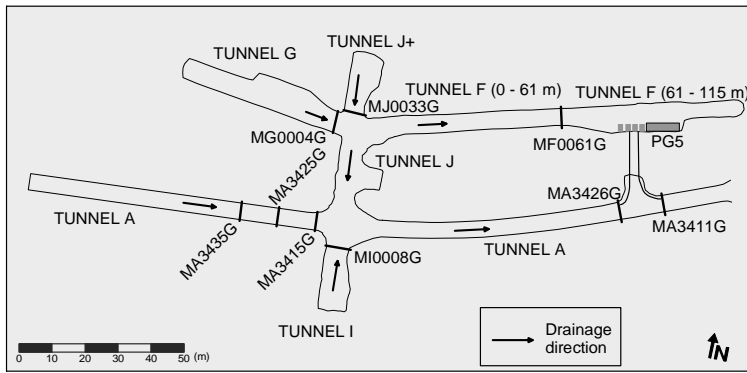 TUNNEL J+
TUNNEL G
TUNNEL F (0 - 61 m)
TUNNEL F (61 - 115 m)
MJ0033G
MG0004G
MF0061G
PG5
MA3425G
TUNNEL J
MA3426G
TUNNEL A
MA3435G
MA3415G
MI0008G
TUNNEL A
MA3411G
TUNNEL I
Drainage
direction
0 10 20 30 40 50 (m)
N